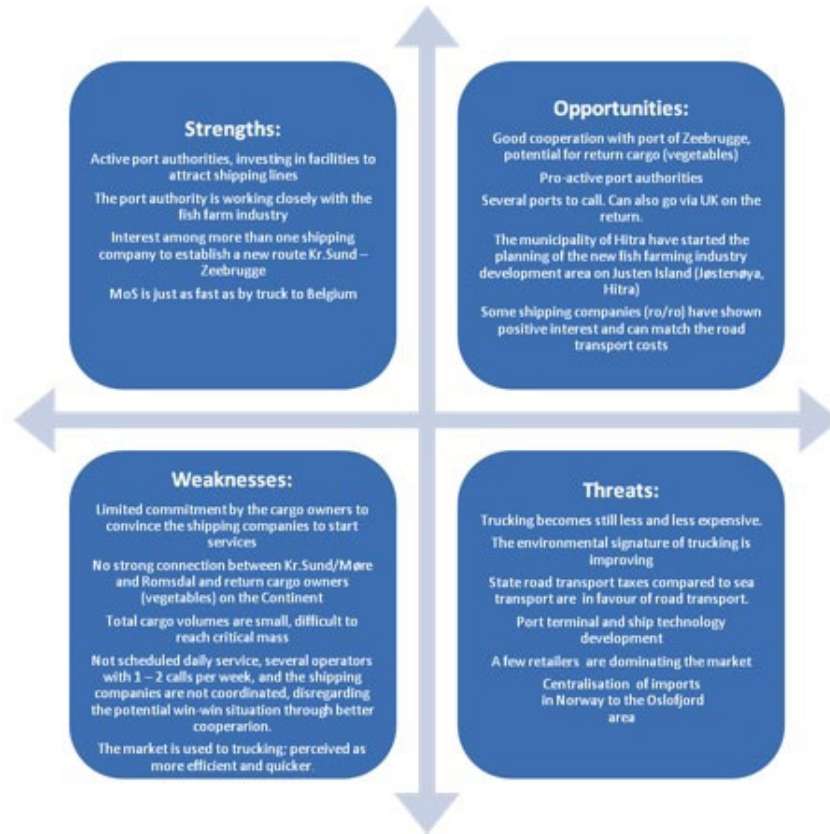 Strengths:
Active port authorities, investing in facilities to
attract shipping lines
The port authority is working closely with the
fish farm industry
Interest among more than one shipping
company to establish a new route Kr.Sund –
Zeebrugge
MoS is just as fast as by truck to Belgium
Opportunities:
Good cooperation with port of Zeebrugge,
potential for return cargo (vegetables)
Pro-active port authorities
Several ports to call. Can also go via UK on the
return.
The municipality of Hitra have started the
planning of the new fish farming industry
development area on Justen Island (Jøstenøya,
Hitra)
Some shipping companies (ro/ro) have shown
positive interest and can match the road
transport costs
Weaknesses:
Limited commitment by the cargo owners to
convince the shipping companies to start
services
No strong connection between Kr.Sund/Møre
and Romsdal and return cargo owners
(vegetables) on the Continent
Total cargo volumes are small, difficult to
reach critical mass
Not scheduled daily service, several operators
with 1 – 2 calls per week, and the shipping
companies are not coordinated, disregarding
the potential win-win situation through better
cooperarion.
The market is used to trucking; perceived as
more efficient and quicker.
Threats:
Trucking becomes still less and less expensive.
The environmental signature of trucking is
improving
State road transport taxes compared to sea
transport are in favour of road transport.
Port terminal and ship technology
development
A few retailers are dominating the market
Centralisation of imports
in Norway to the Oslofjord
area